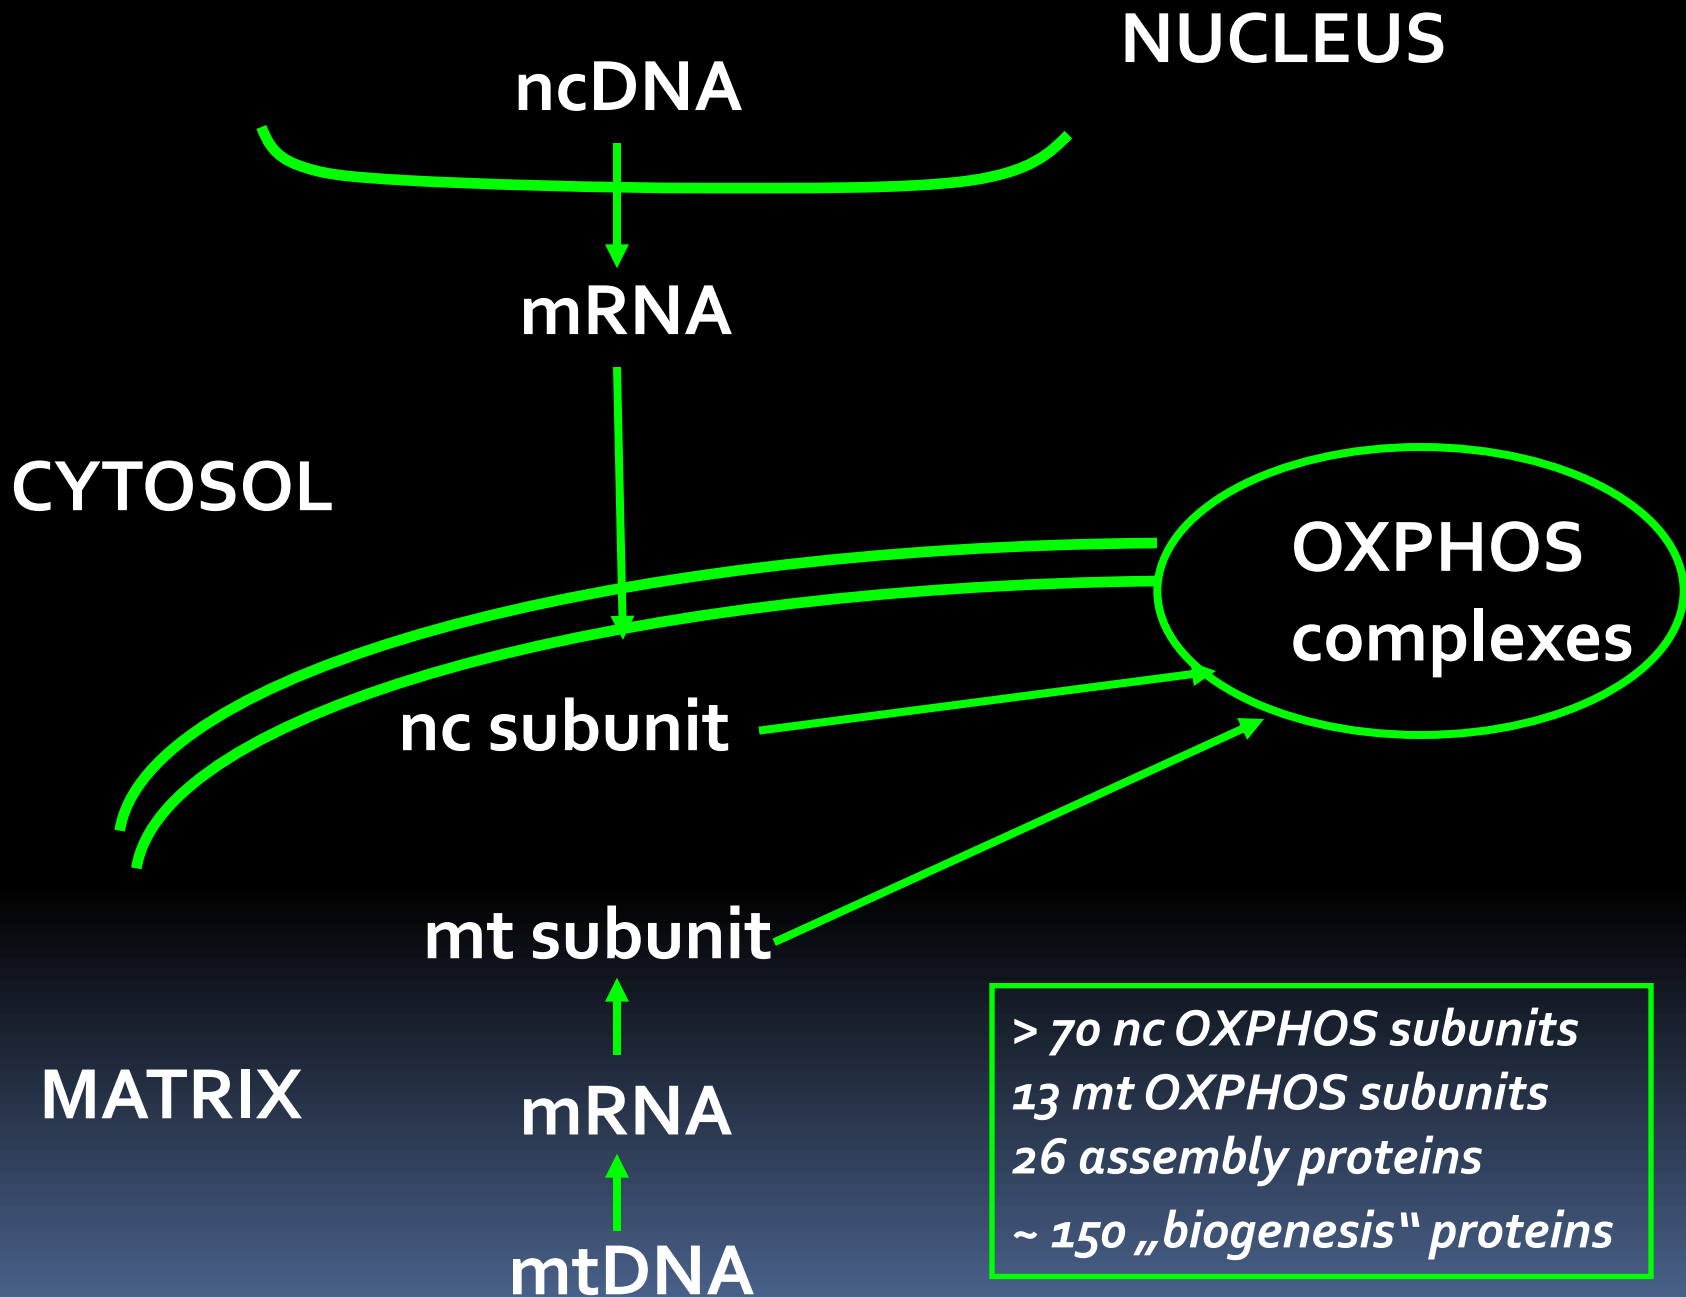 NUCLEUS
ncDNA
mRNA
CYTOSOL
OXPHOS
complexes
nc subunit
mt subunit
MATRIX
mRNA
mtDNA
> 70 nc OXPHOS subunits
13 mt OXPHOS subunits
26 assembly proteins
~ 150 „biogenesis“ proteins